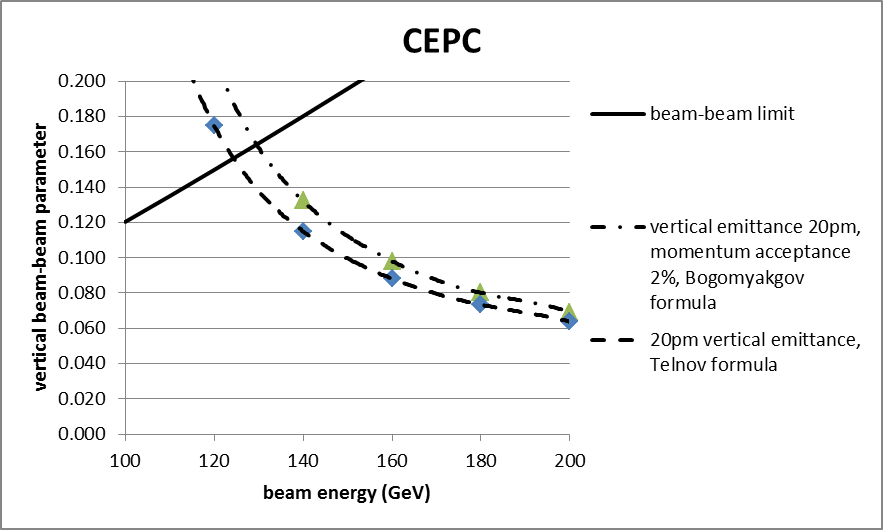 CEPC
vertical beam-beam parameter
0.200
0.180
0.160
0.140
0.120
0.100
0.080
0.060
0.040
0.020
0.000
100
120
140
160
180
200
beam energy (GeV)
beam-beam limit
vertical emittance 20pm,
momentum acceptance
2%, Bogomyakgov
formula
20pm vertical emittance,
Telnov formula